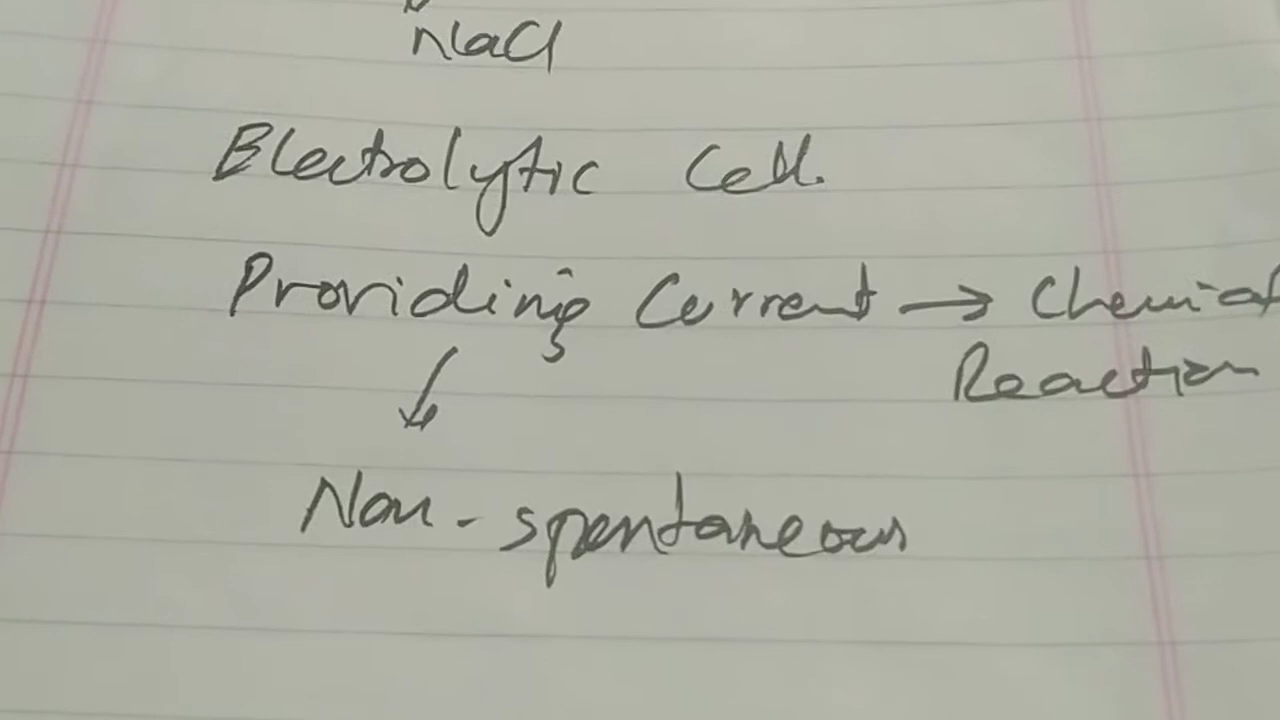 NaCl
Electrolytic Cell.
Providing Current → Chemical
Reaction
↓
Non-spontaneous